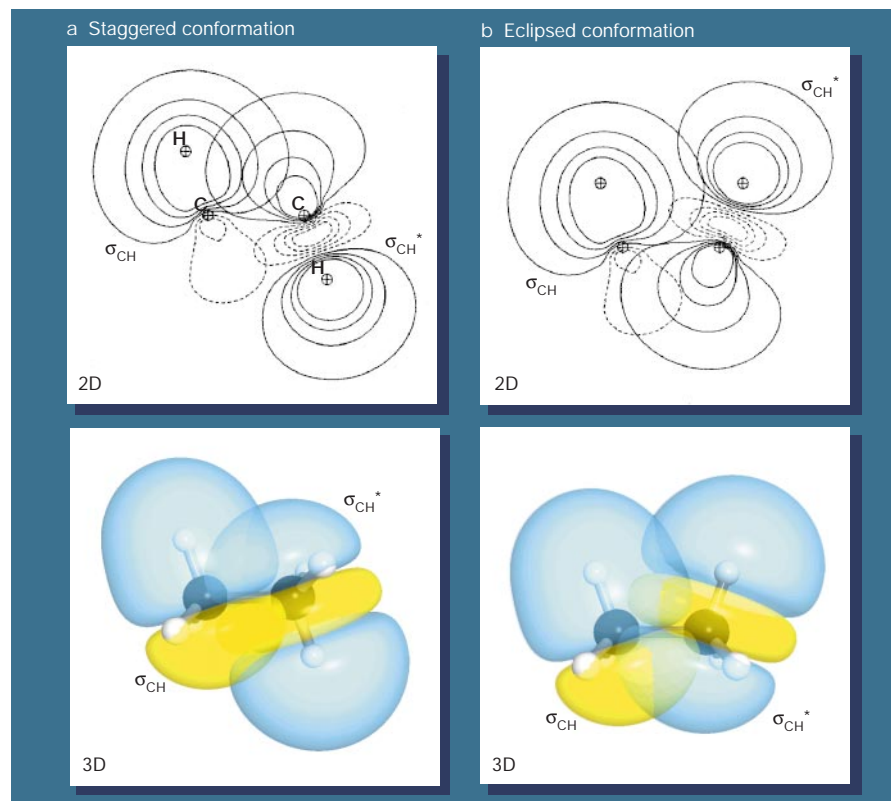 a Staggered conformation
H
C C
σCH
H
σCH*
2D
b Eclipsed conformation
σCH*
σCH
2D
σCH*
σCH
3D
σCH
σCH*
3D